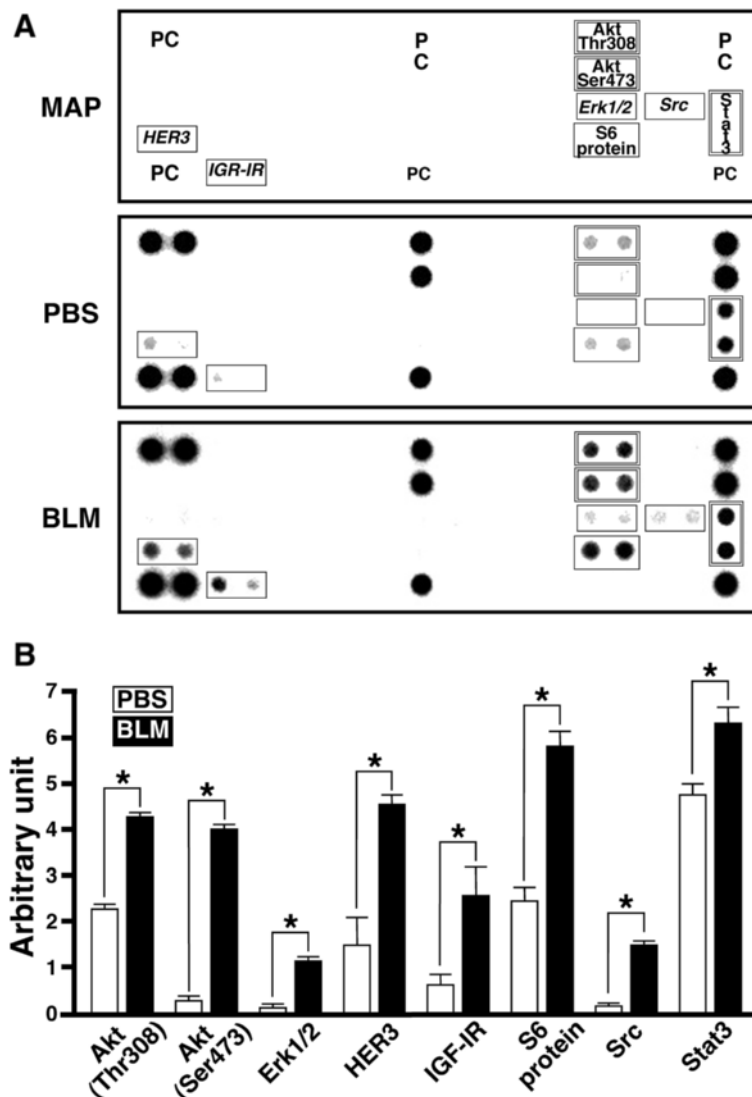 A
MAP
PC
P
C
Akt
Thr308
Akt
Ser473
Erk1/2
Src
S6
protein
P
C
Stat3
HER3
PC
IGR-IR
PC
PC
PBS
BLM
B
PBS
BLM
Arbitrary unit
7
6
5
4
3
2
1
0
*
*
*
*
*
*
*
*
Akt
(Thr308)
Akt
(Ser473)
Erk1/2
HER3
IGF-IR
S6
protein
Src
Stat3